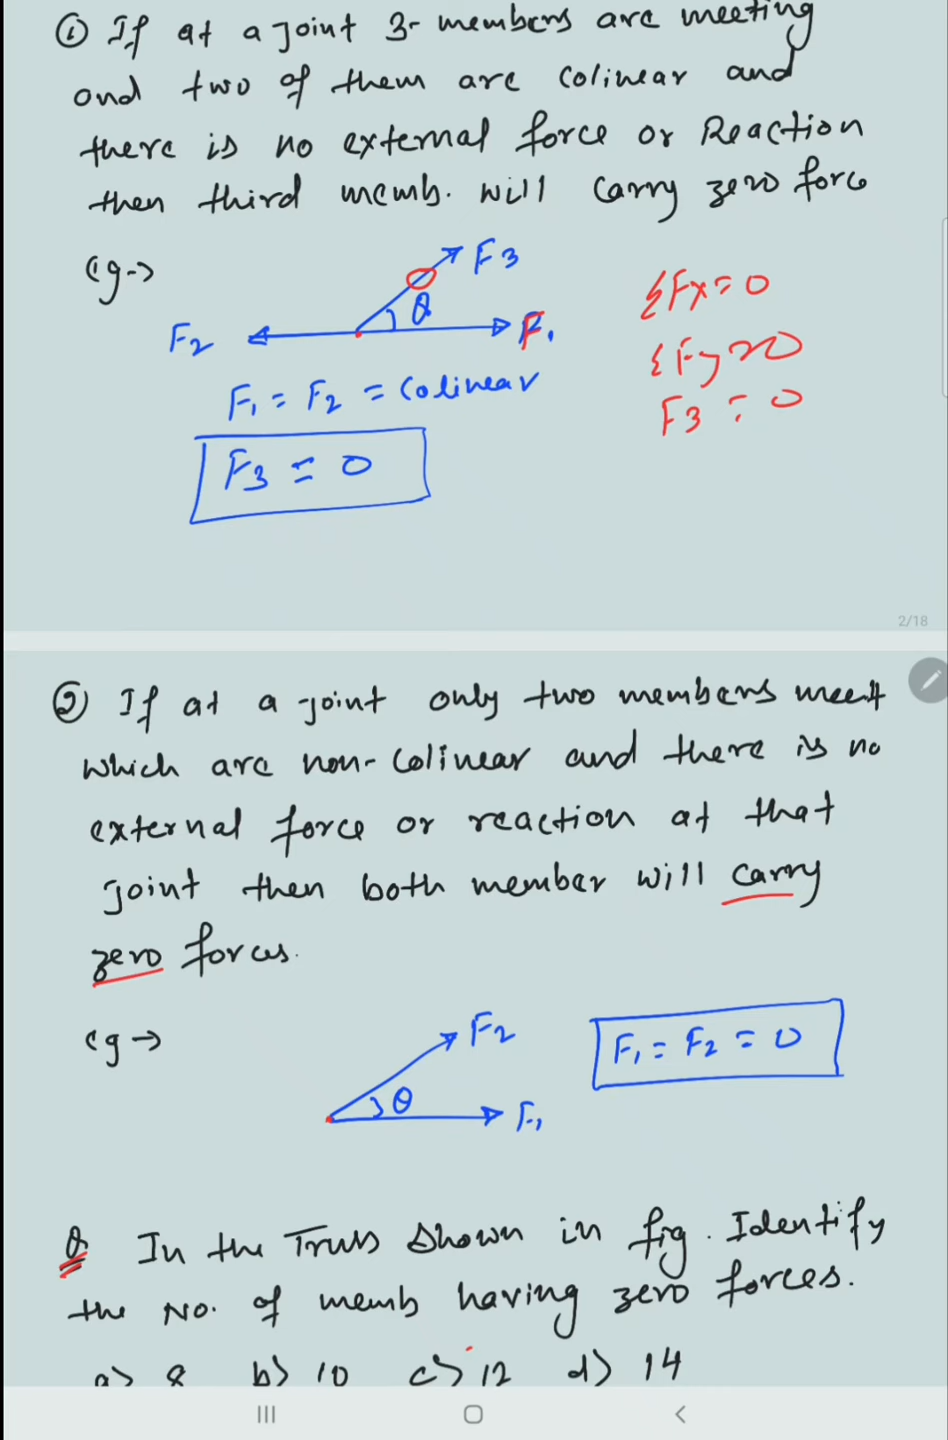 ① If at a joint 3- members are meeting
and two of them are colinear and
there is no external force or Reaction
then third memb. will carry zero force
eg->
F3
θ
F2
F1
F1 = F2 = Colinear
F3 = 0
ΣFx = 0
ΣFy = 0
F3 = 0
2/18
② If at a joint only two members meet
which are non-colinear and there is no
external force or reaction at that
joint then both member will carry
zero forces.
eg →
F2
θ
F1
F1 = F2 = 0
Q In the Truss shown in fig. Identify
the No. of memb having zero forces.
a) 8 b) 10 c) 12 d) 14